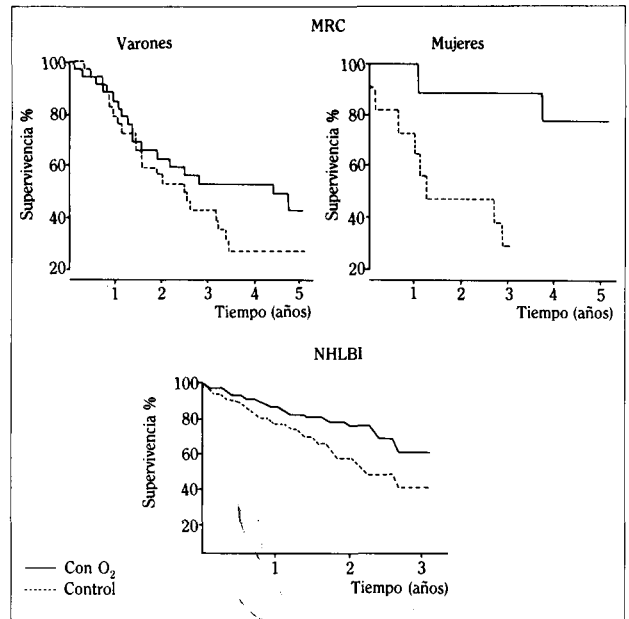 MRC
Varones
Supervivencia %
100
80
60
40
20
1 2 3 4 5
Tiempo (años)
Mujeres
Supervivencia %
100
80
60
40
20
1 2 3 4 5
Tiempo (años)
NHLBI
Supervivencia %
100
80
60
40
20
1 2 3
Tiempo (años)
Con O₂
Control